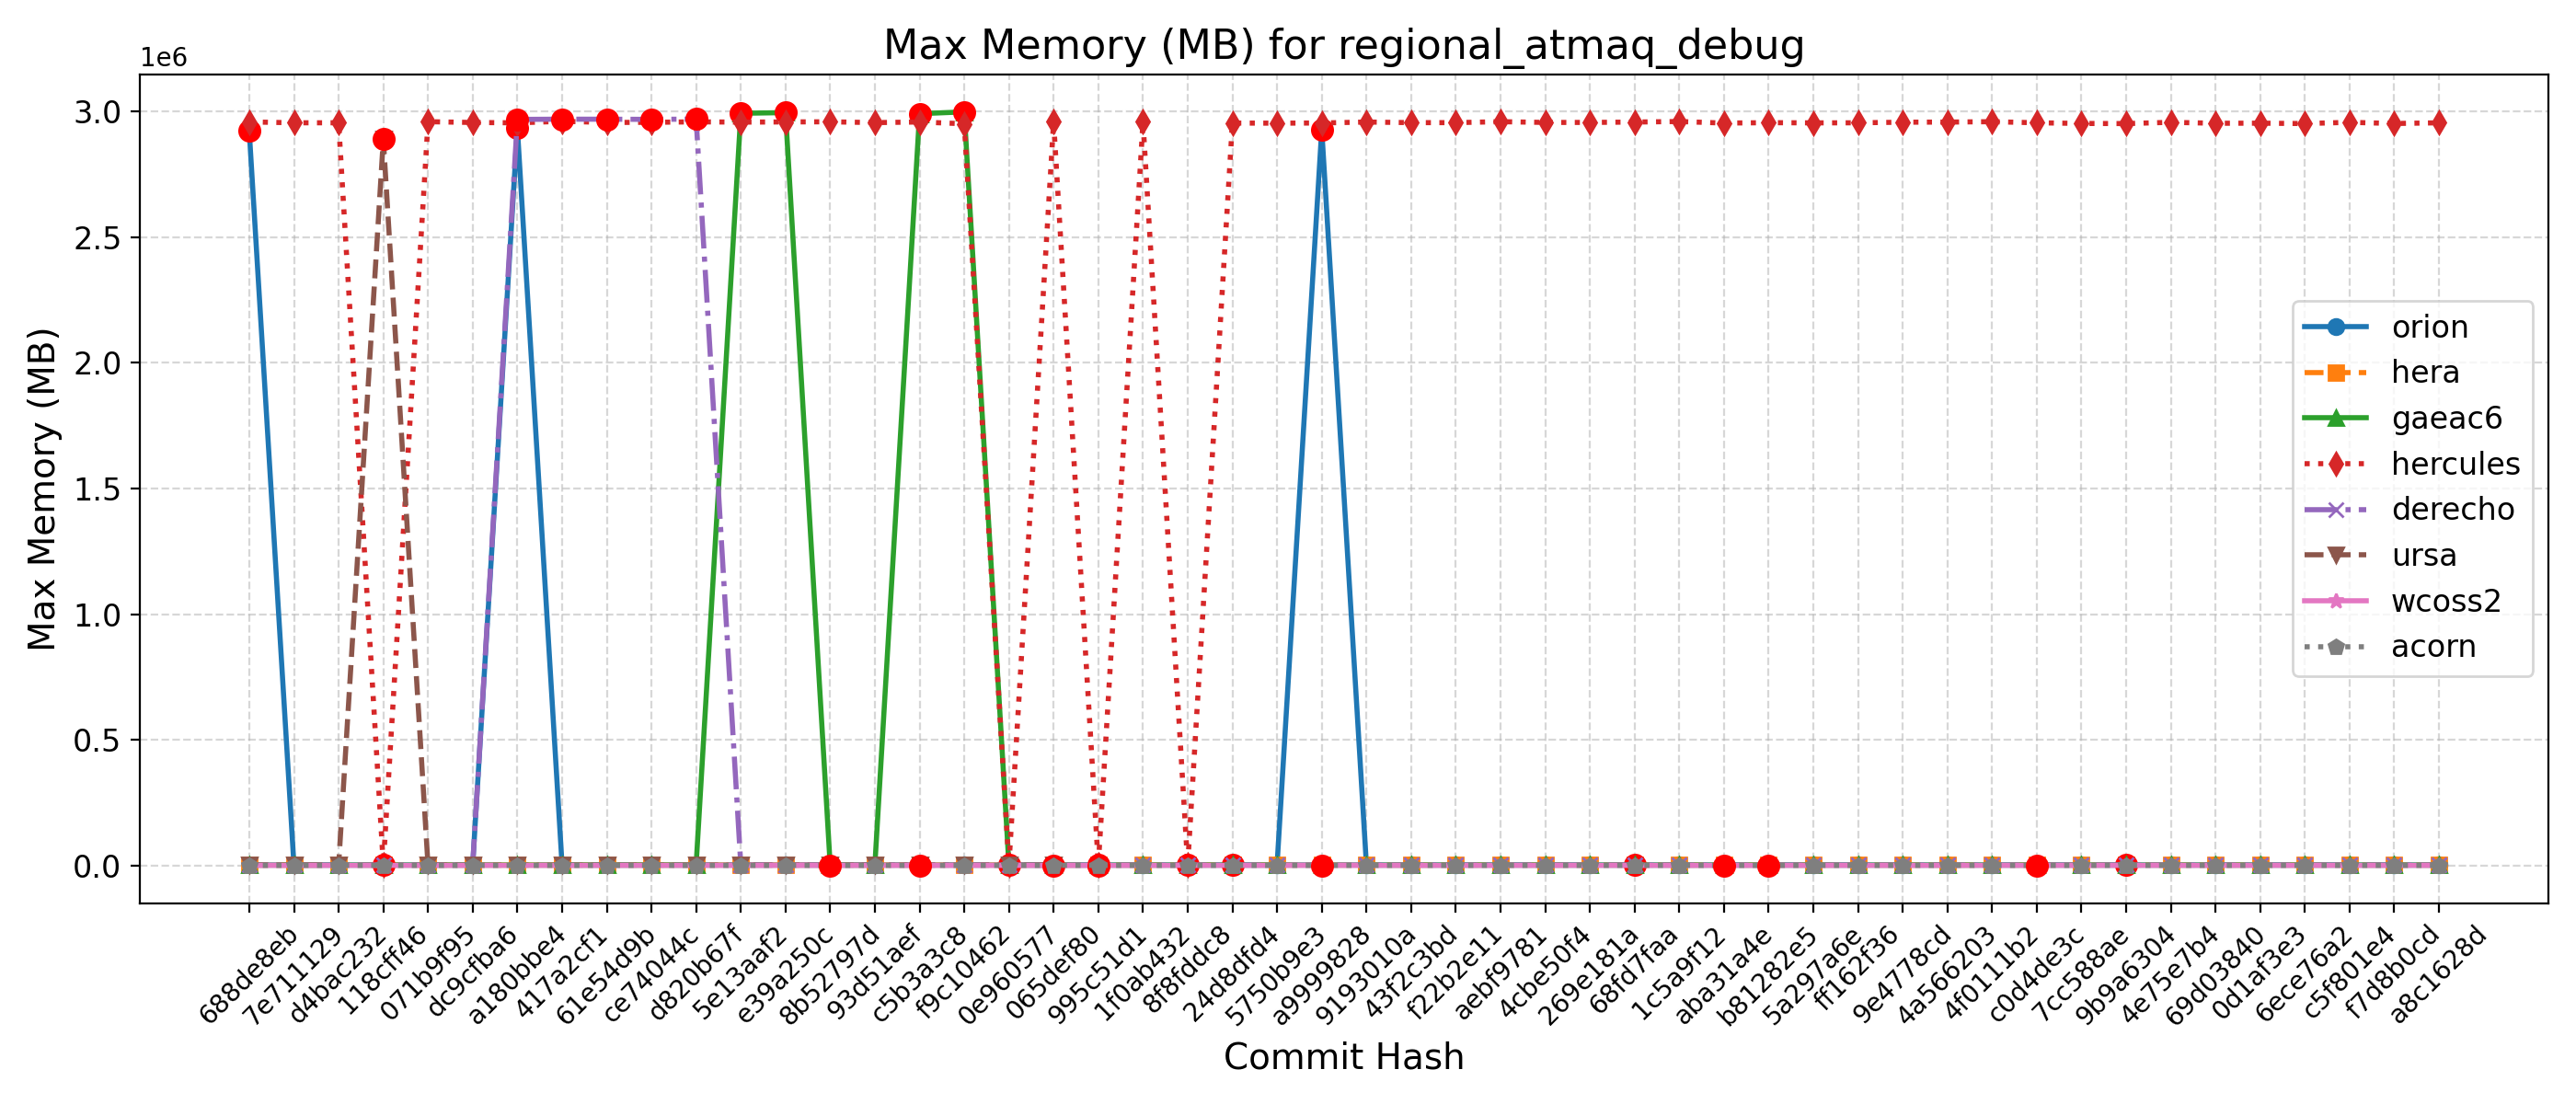 Max Memory (MB) for regional_atmaq_debug
1e6
3.0
2.5
2.0
1.5
1.0
0.5
0.0
Max Memory (MB)
orion
hera
gaeac6
hercules
derecho
ursa
wcoss2
acorn
688de8eb
7e711129
d4bac232
118cff46
071b9f95
dc9cfba6
a180bbe4
417a2cf1
61e54d9b
ce74044c
d820b67f
5e13aaf2
e39a250c
8b52797d
93d51aef
c5b3a3c8
f9c10462
0e960577
065def80
995c51d1
1f0ab432
8f8fddc8
24d8dfd4
5750b9e3
a9999828
9193010a
43f2c3bd
f22b2e11
aebf9781
4cbe50f4
269e181a
68fd7faa
1c5a9f12
aba31a4e
b81282e5
5a297a6e
ff162f36
9e4778cd
4a566203
4f0111b2
c0d4de3c
7cc588ae
9b9a6304
4e75e7b4
69d03840
0d1af3e3
6ece76a2
c5f801e4
f7d8b0cd
a8c1628d
Commit Hash